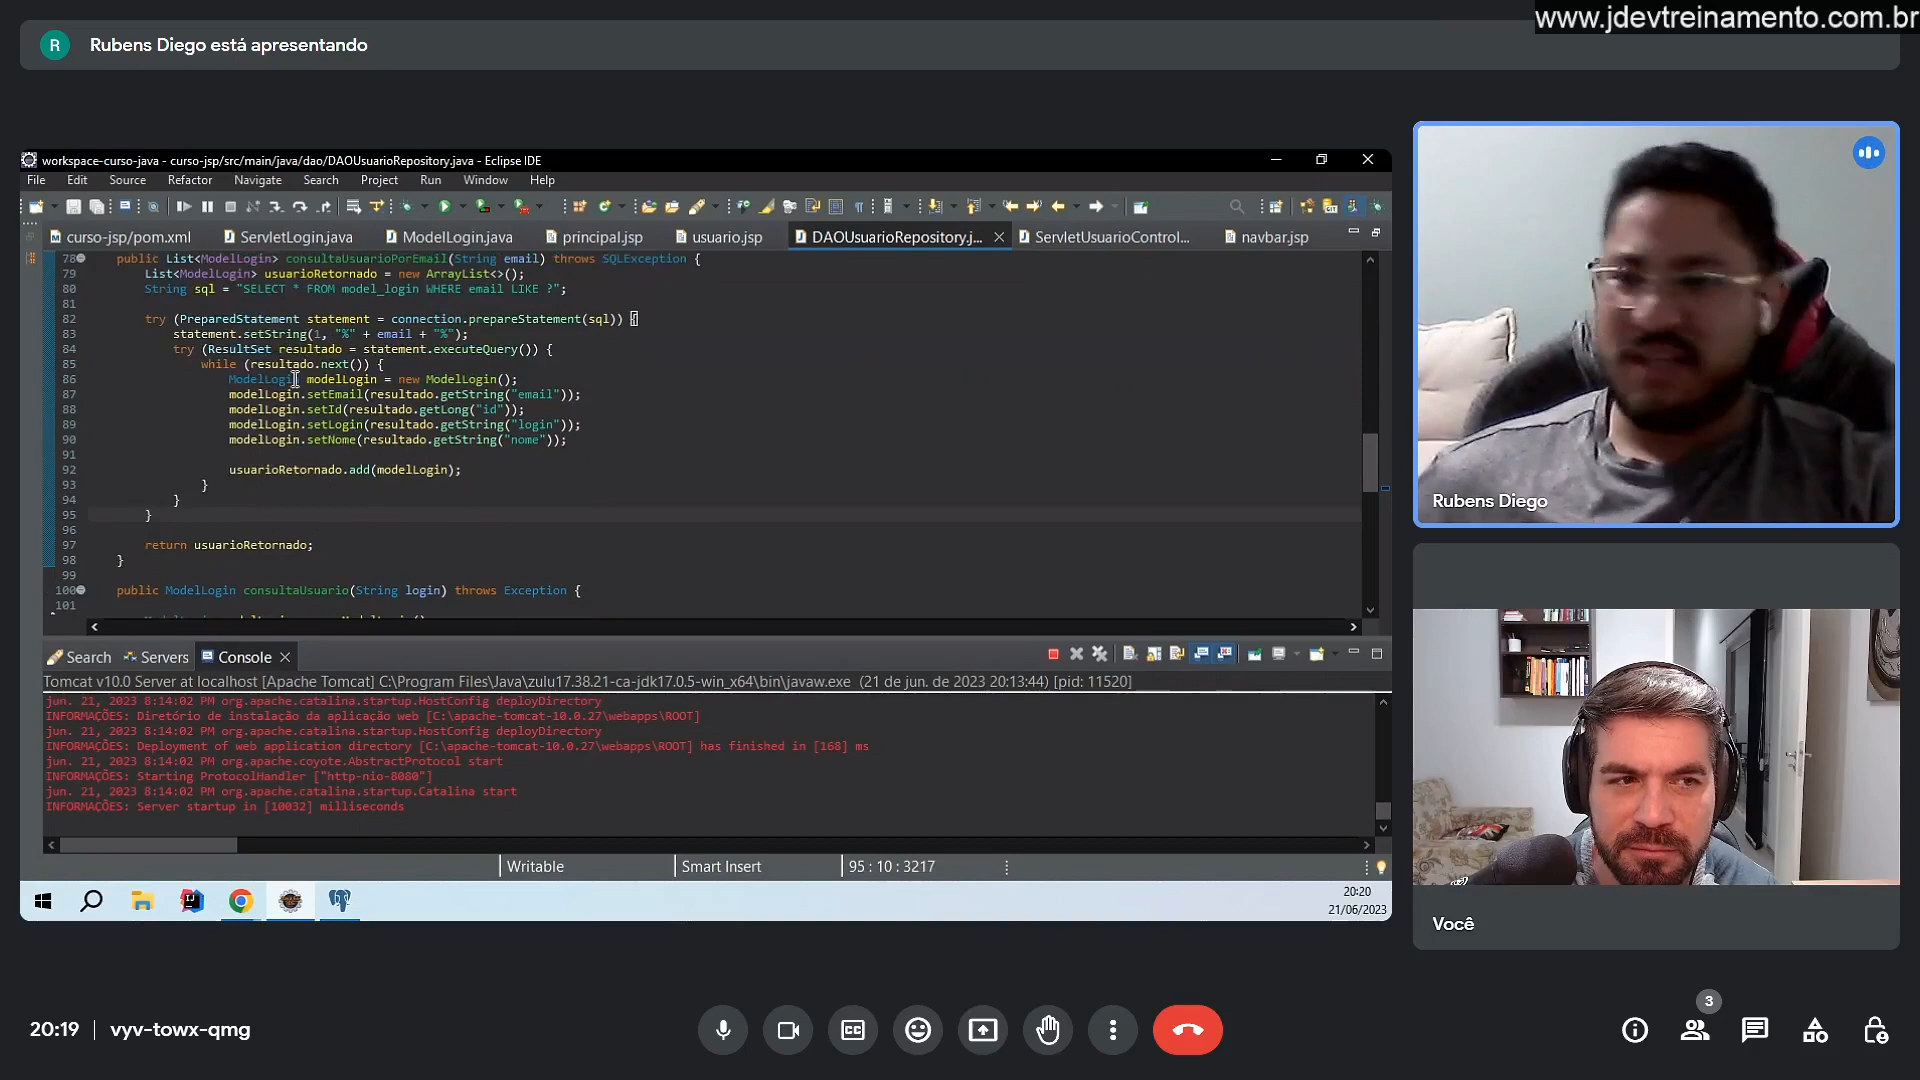 www.jdevtreinamento.com.br
R
Rubens Diego está apresentando
workspace-curso-java - curso-jsp/src/main/java/dao/DAOUsuarioRepository.java - Eclipse IDE
File Edit Source Refactor Navigate Search Project Run Window Help
curso-jsp/pom.xml ServletLogin.java ModelLogin.java principal.jsp usuario.jsp DAOUsuarioRepository.j... ServletUsuarioControl... navbar.jsp
78 public List<ModelLogin> consultaUsuarioPorEmail(String email) throws SQLException {
79 List<ModelLogin> usuarioRetornado = new ArrayList<>();
80 String sql = "SELECT * FROM model_login WHERE email LIKE ?";
81
82 try (PreparedStatement statement = connection.prepareStatement(sql)) {
83 statement.setString(1, "%" + email + "%");
84 try (ResultSet resultado = statement.executeQuery()) {
85 while (resultado.next()) {
86 ModelLogin modelLogin = new ModelLogin();
87 modelLogin.setEmail(resultado.getString("email"));
88 modelLogin.setId(resultado.getLong("id"));
89 modelLogin.setLogin(resultado.getString("login"));
90 modelLogin.setNome(resultado.getString("nome"));
91
92 usuarioRetornado.add(modelLogin);
93 }
94 }
95 }
96
97 return usuarioRetornado;
98 }
99
100 public ModelLogin consultaUsuario(String login) throws Exception {
101
Search Servers Console
Tomcat v10.0 Server at localhost [Apache Tomcat] C:\Program Files\Java\zulu17.38.21-ca-jdk17.0.5-win_x64\bin\javaw.exe (21 de jun. de 2023 20:13:44) [pid: 11520]
jun. 21, 2023 8:14:02 PM org.apache.catalina.startup.HostConfig deployDirectory
INFORMAÇÕES: Diretório de instalação da aplicação web [C:\apache-tomcat-10.0.27\webapps\ROOT]
jun. 21, 2023 8:14:02 PM org.apache.catalina.startup.HostConfig deployDirectory
INFORMAÇÕES: Deployment of web application directory [C:\apache-tomcat-10.0.27\webapps\ROOT] has finished in [168] ms
jun. 21, 2023 8:14:02 PM org.apache.coyote.AbstractProtocol start
INFORMAÇÕES: Starting ProtocolHandler ["http-nio-8080"]
jun. 21, 2023 8:14:02 PM org.apache.catalina.startup.Catalina start
INFORMAÇÕES: Server startup in [10032] milliseconds
Writable Smart Insert 95 : 10 : 3217
20:20
21/06/2023
Rubens Diego
Você
20:19 | vyv-towx-qmg
3